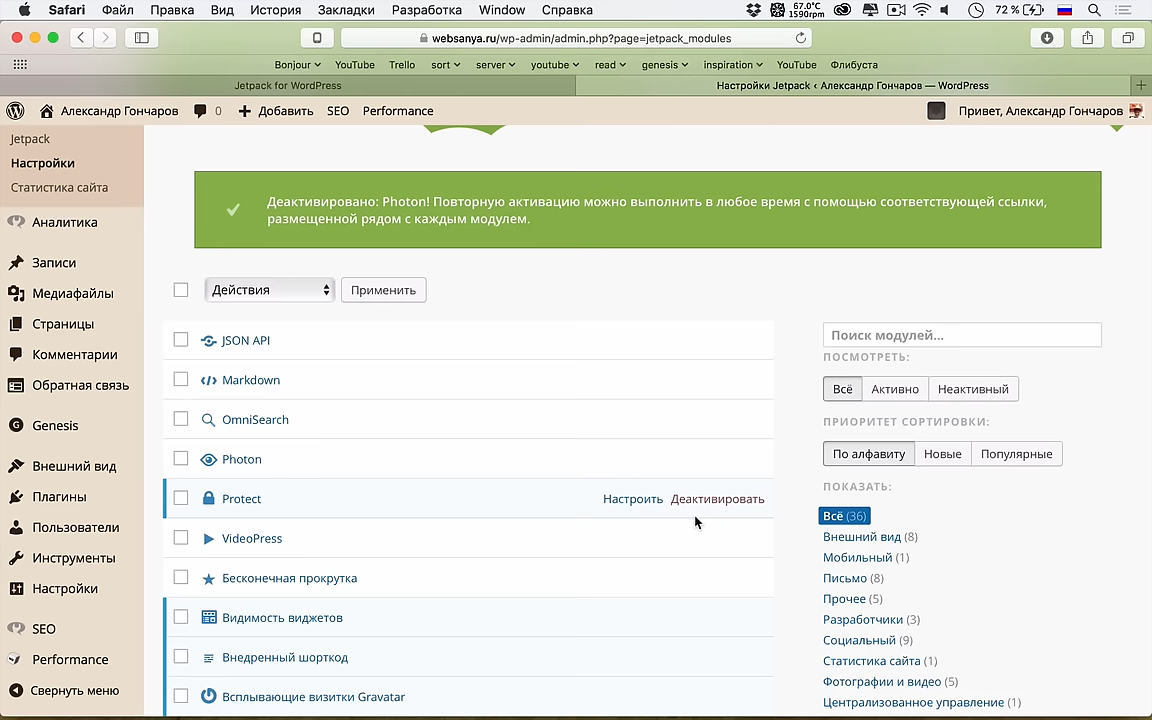 Safari Файл Правка Вид История Закладки Разработка Window Справка 67.0°C 1590rpm 72 %
websanya.ru/wp-admin/admin.php?page=jetpack_modules
Bonjour YouTube Trello sort server youtube read genesis inspiration YouTube Флибуста
Jetpack for WordPress Настройки Jetpack ‹ Александр Гончаров — WordPress
Александр Гончаров 0 Добавить SEO Performance Привет, Александр Гончаров
Jetpack
Настройки
Статистика сайта
Аналитика
Записи
Медиафайлы
Страницы
Комментарии
Обратная связь
Genesis
Внешний вид
Плагины
Пользователи
Инструменты
Настройки
SEO
Performance
Свернуть меню
Деактивировано: Photon! Повторную активацию можно выполнить в любое время с помощью соответствующей ссылки,
размещенной рядом с каждым модулем.
Действия Применить
JSON API
Markdown
OmniSearch
Photon
Protect Настроить Деактивировать
VideoPress
Бесконечная прокрутка
Видимость виджетов
Внедренный шорткод
Всплывающие визитки Gravatar
Поиск модулей...
ПОСМОТРЕТЬ:
Всё Активно Неактивный
ПРИОРИТЕТ СОРТИРОВКИ:
По алфавиту Новые Популярные
ПОКАЗАТЬ:
Всё (36)
Внешний вид (8)
Мобильный (1)
Письмо (8)
Прочее (5)
Разработчики (3)
Социальный (9)
Статистика сайта (1)
Фотографии и видео (5)
Централизованное управление (1)